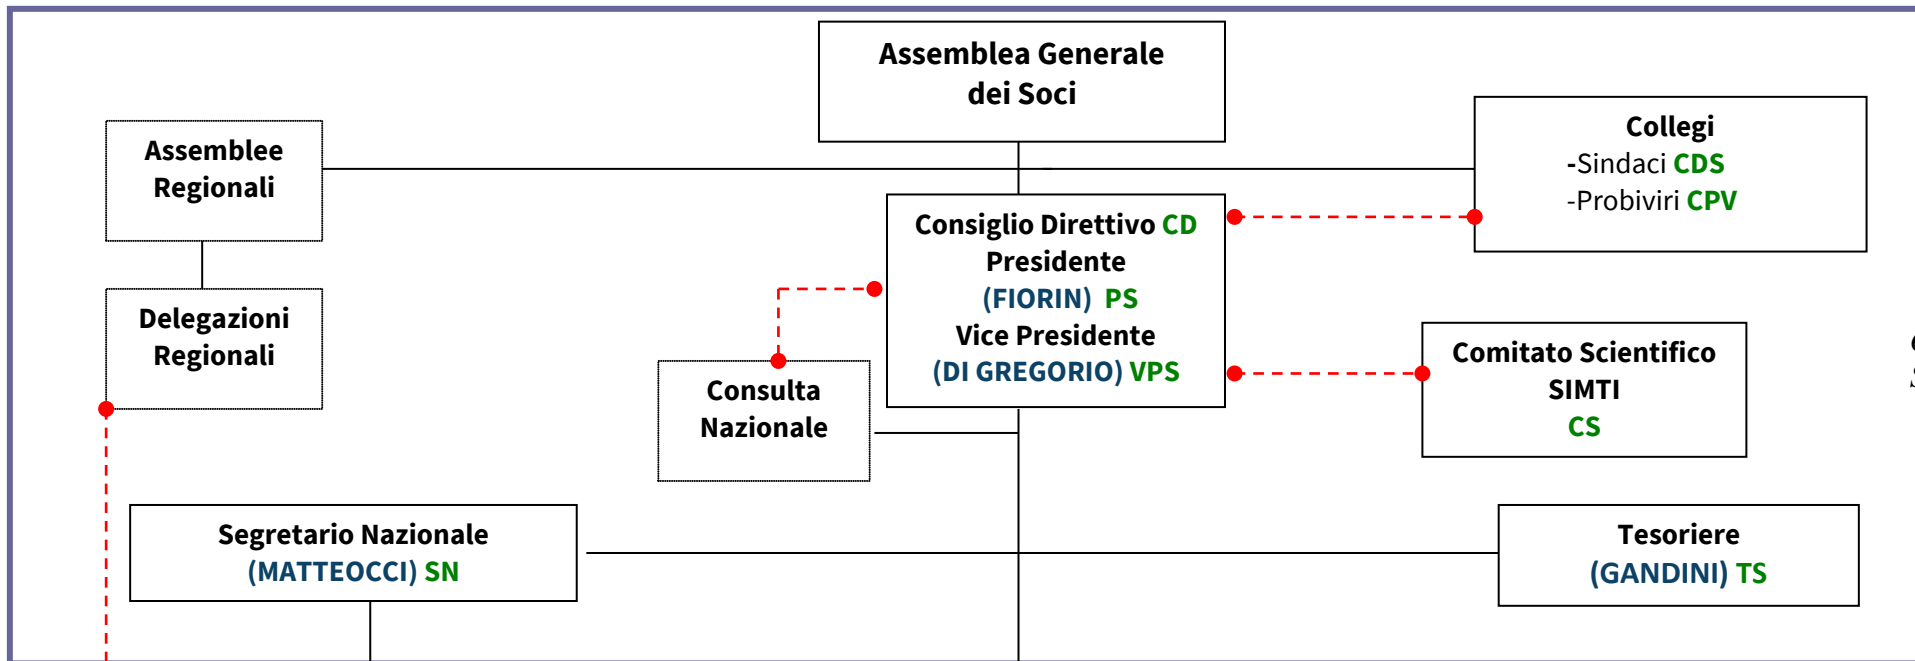 Assemblea Generale
dei Soci
Assemblee
Regionali
Collegi
-Sindaci CDS
-Probiviri CPV
Consiglio Direttivo CD
Presidente
(FIORIN) PS
Vice Presidente
(DI GREGORIO) VPS
Delegazioni
Regionali
Consulta
Nazionale
Comitato Scientifico
SIMTI
CS
Segretario Nazionale
(MATTEOCCI) SN
Tesoriere
(GANDINI) TS